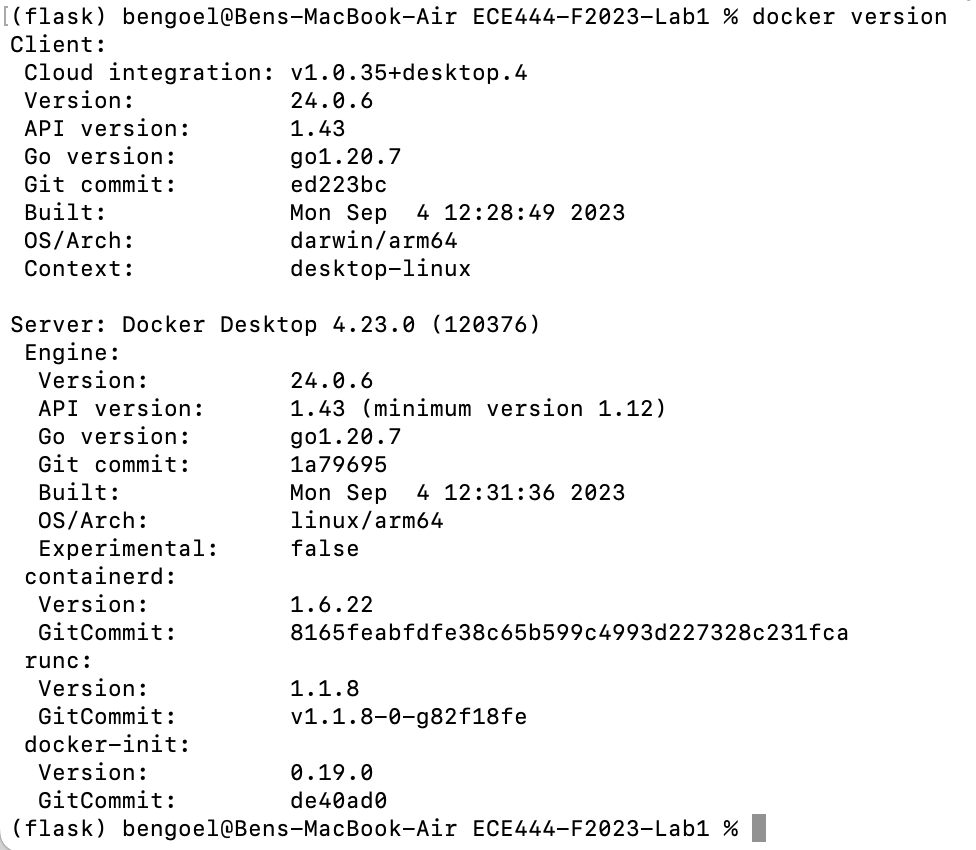 [(flask) bengoel@Bens-MacBook-Air ECE444-F2023-Lab1 % docker version
Client:
 Cloud integration: v1.0.35+desktop.4
 Version:           24.0.6
 API version:       1.43
 Go version:        go1.20.7
 Git commit:        ed223bc
 Built:             Mon Sep  4 12:28:49 2023
 OS/Arch:           darwin/arm64
 Context:           desktop-linux

Server: Docker Desktop 4.23.0 (120376)
 Engine:
  Version:          24.0.6
  API version:      1.43 (minimum version 1.12)
  Go version:       go1.20.7
  Git commit:       1a79695
  Built:            Mon Sep  4 12:31:36 2023
  OS/Arch:          linux/arm64
  Experimental:     false
 containerd:
  Version:          1.6.22
  GitCommit:        8165feabfdfe38c65b599c4993d227328c231fca
 runc:
  Version:          1.1.8
  GitCommit:        v1.1.8-0-g82f18fe
 docker-init:
  Version:          0.19.0
  GitCommit:        de40ad0
(flask) bengoel@Bens-MacBook-Air ECE444-F2023-Lab1 %